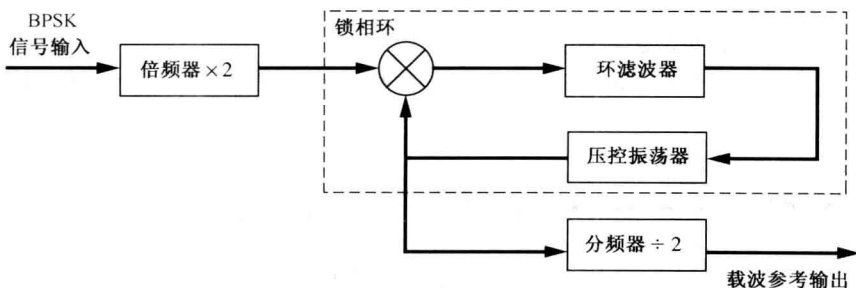 BPSK
信号输入
倍频器×2
锁相环
环滤波器
压控振荡器
分频器÷2
载波参考输出